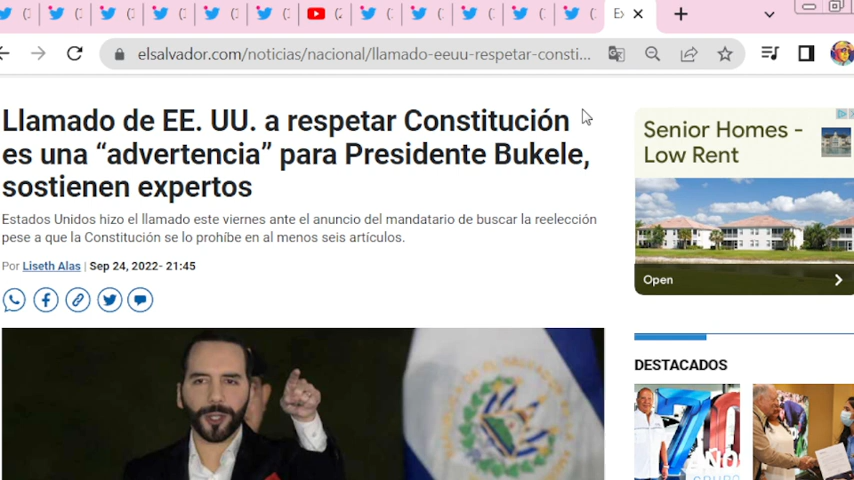 elsalvador.com/noticias/nacional/llamado-eeuu-respetar-consti...
Llamado de EE. UU. a respetar Constitución
es una “advertencia” para Presidente Bukele,
sostienen expertos
Estados Unidos hizo el llamado este viernes ante el anuncio del mandatario de buscar la reelección
pese a que la Constitución se lo prohíbe en al menos seis artículos.
Por Liseth Alas | Sep 24, 2022- 21:45
Senior Homes -
Low Rent
Open
DESTACADOS
70
AÑOS